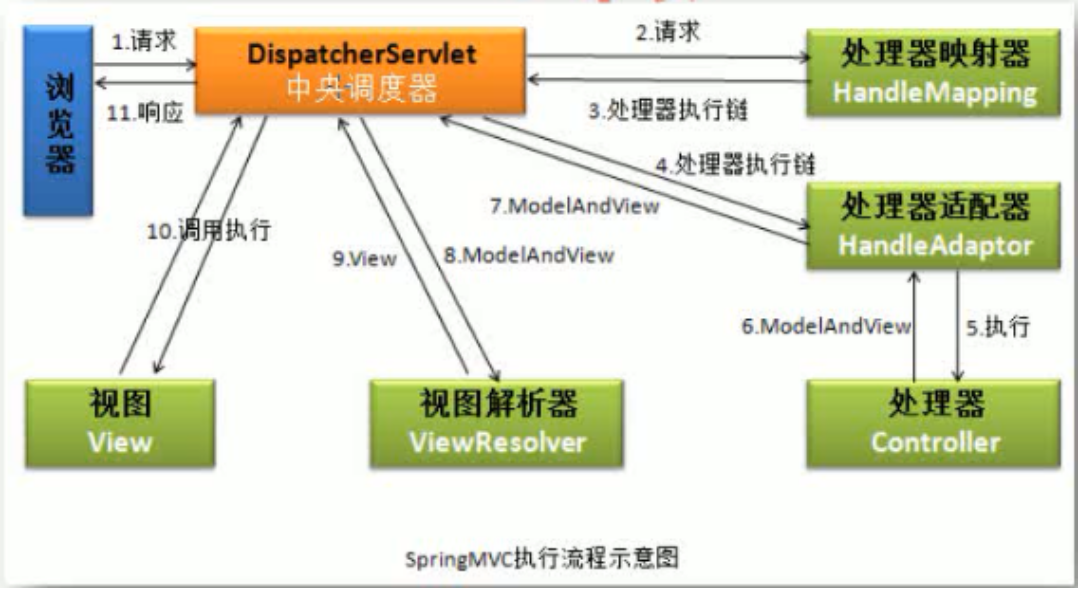 1.请求
DispatcherServlet
中央调度器
2.请求
处理器映射器
HandleMapping
浏览器
11.响应
3.处理器执行链
4.处理器执行链
7.ModelAndView
处理器适配器
HandleAdaptor
10.调用执行
9.View
8.ModelAndView
6.ModelAndView
5.执行
视图
View
视图解析器
ViewResolver
处理器
Controller
SpringMVC执行流程示意图